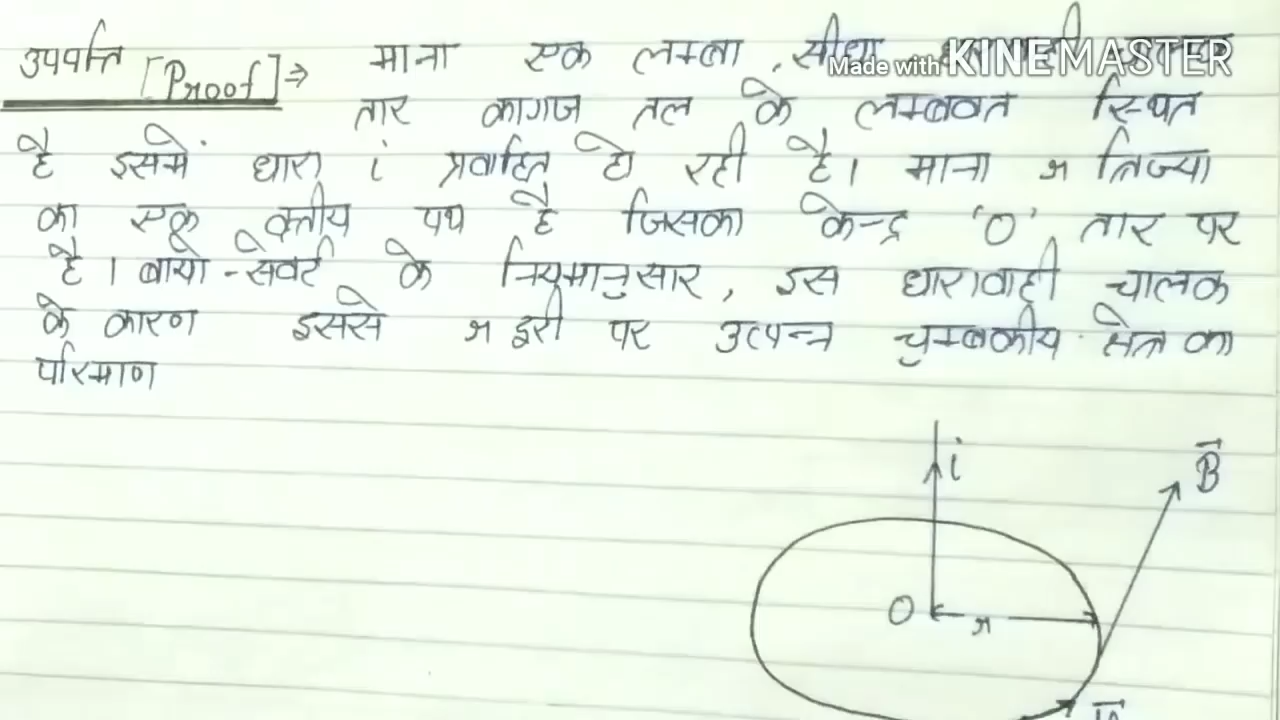 उपपत्ति [Proof]⇒ माना एक लम्बा, सीधा
Made with KINEMASTER
तार कागज तल के लम्बवत स्थित
है इसमें धारा i प्रवाहित हो रही है। माना r त्रिज्या
का एक वृत्तीय पथ है जिसका केन्द्र 'O' तार पर
है। बायो-सेवर्ट के नियमानुसार, इस धारावाही चालक
के कारण इससे r दूरी पर उत्पन्न चुम्बकीय क्षेत्र का
परिमाण
i
B⃗
O
r